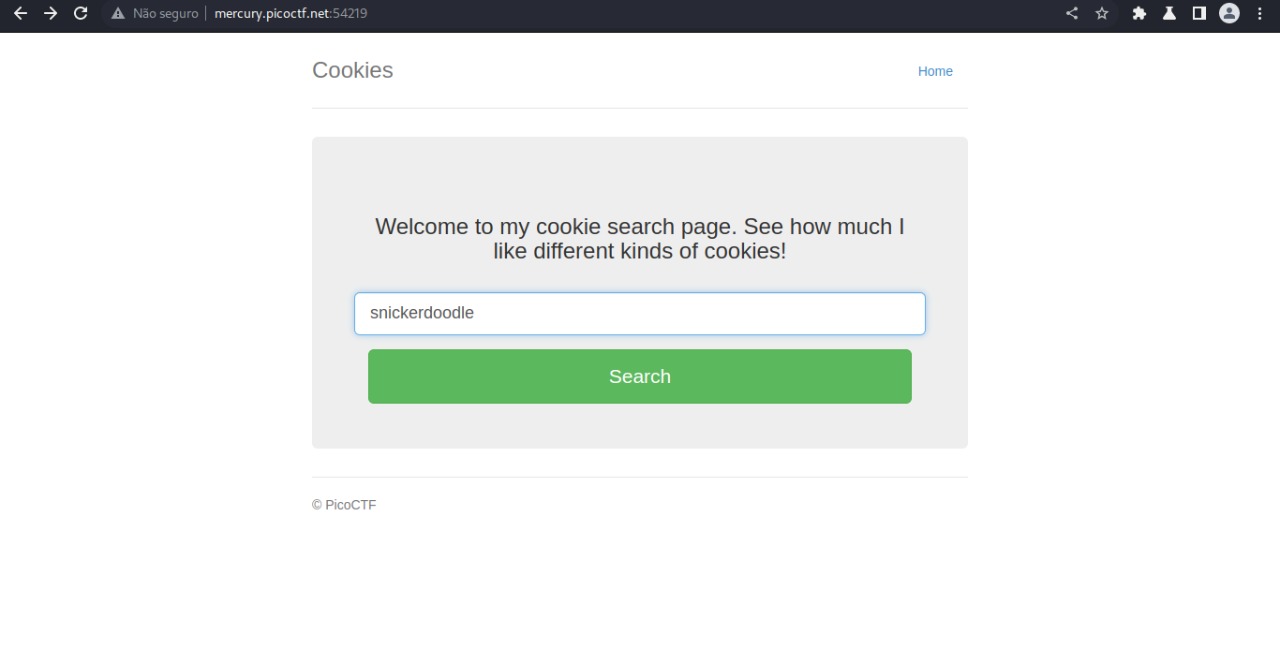 Não seguro mercury.picoctf.net:54219
Cookies
Home
Welcome to my cookie search page. See how much I
like different kinds of cookies!
snickerdoodle
Search
© PicoCTF